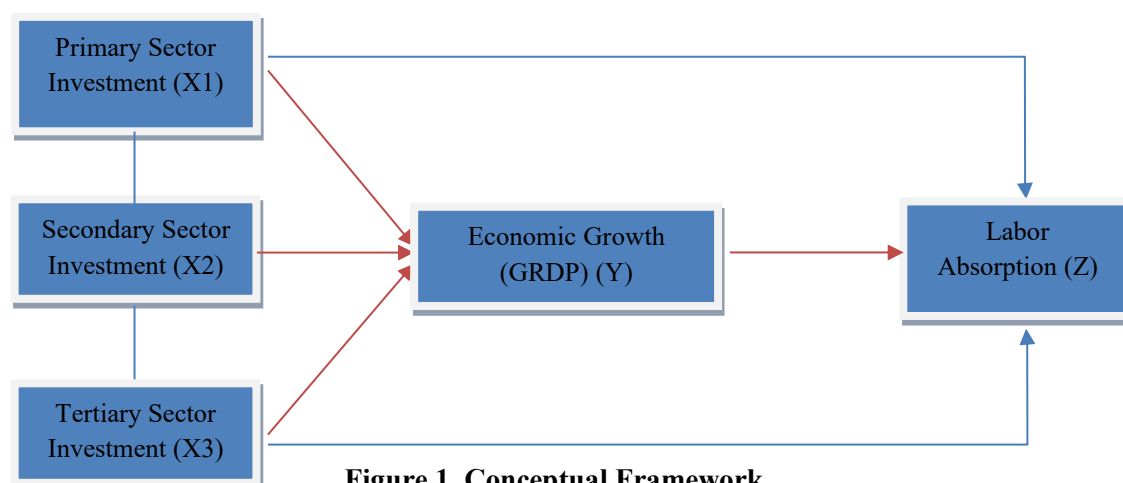 Primary Sector
Investment (X1)
Secondary Sector
Investment (X2)
Economic Growth
(GRDP) (Y)
Labor
Absorption (Z)
Tertiary Sector
Investment (X3)
Figure 1. Conceptual Framework